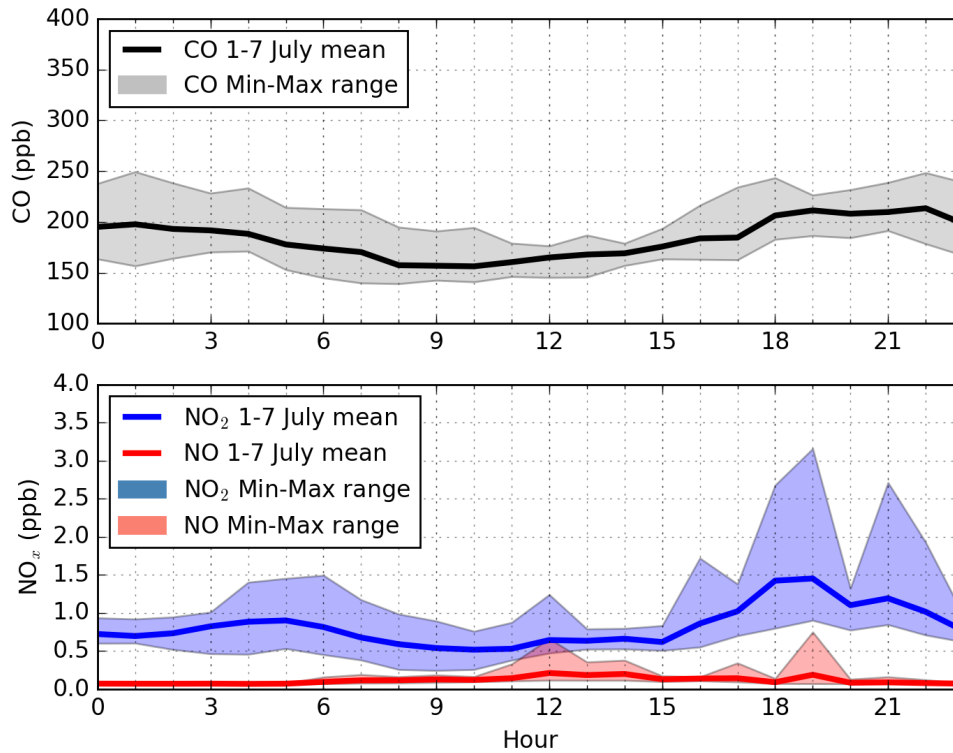 400
350
300
250
200
150
100
CO (ppb)
CO 1-7 July mean
CO Min-Max range
0 3 6 9 12 15 18 21
4.0
3.5
3.0
2.5
2.0
1.5
1.0
0.5
0.0
NOₓ (ppb)
NO₂ 1-7 July mean
NO 1-7 July mean
NO₂ Min-Max range
NO Min-Max range
0 3 6 9 12 15 18 21
Hour